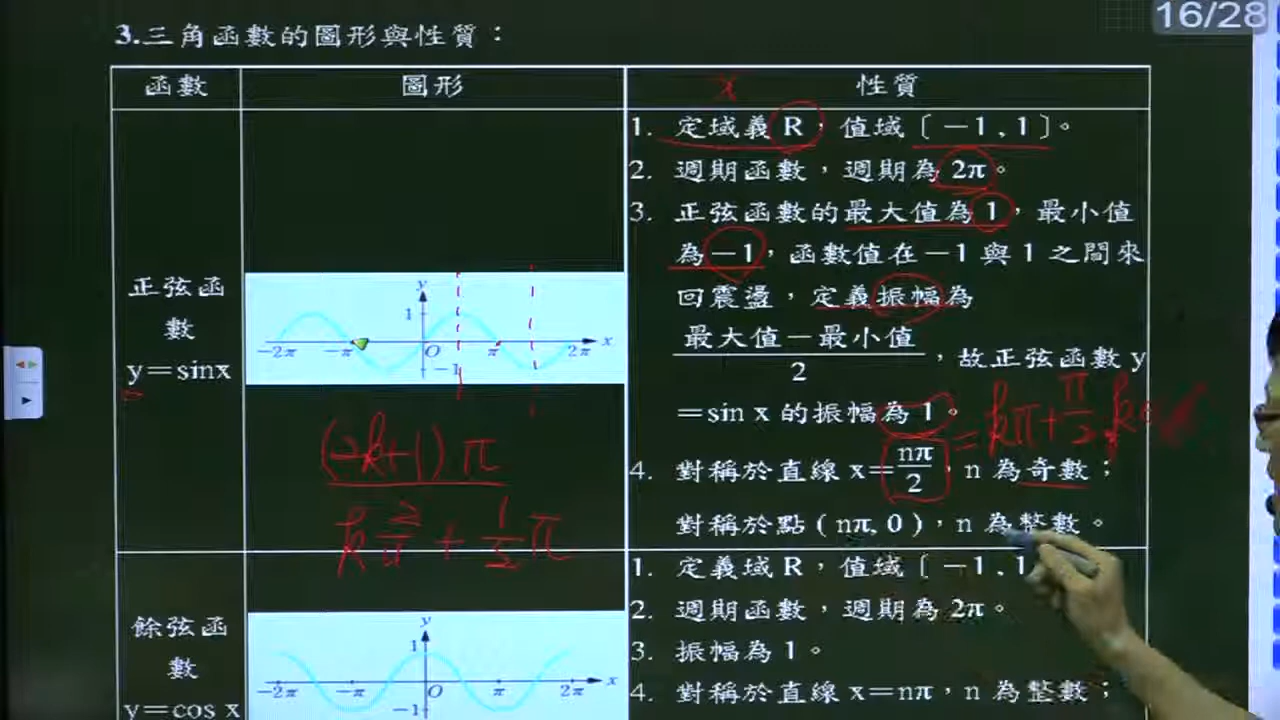 16/28
3.三角函數的圖形與性質：
函數 圖形 性質
x
1. 定域義 R，值域〔－1，1〕。
2. 週期函數，週期為 2π。
3. 正弦函數的最大值為 1，最小值
為－1，函數值在－1 與 1 之間來
回震盪，定義振幅為
最大值－最小值
2
，故正弦函數 y
＝sin x 的振幅為 1。
4. 對稱於直線 x＝nπ/2，n 為奇數；
= kπ+π/2,k
對稱於點（nπ, 0），n 為整數。
正弦函
數
y＝sinx
y
1
−2π −π O π 2π x
−1
(2k+1)π
2
k π + 1/2 π
1. 定義域 R，值域〔－1，1
2. 週期函數，週期為 2π。
3. 振幅為 1。
4. 對稱於直線 x＝nπ，n 為整數；
餘弦函
數
y＝cos x
y
1
−2π −π O π 2π x
−1